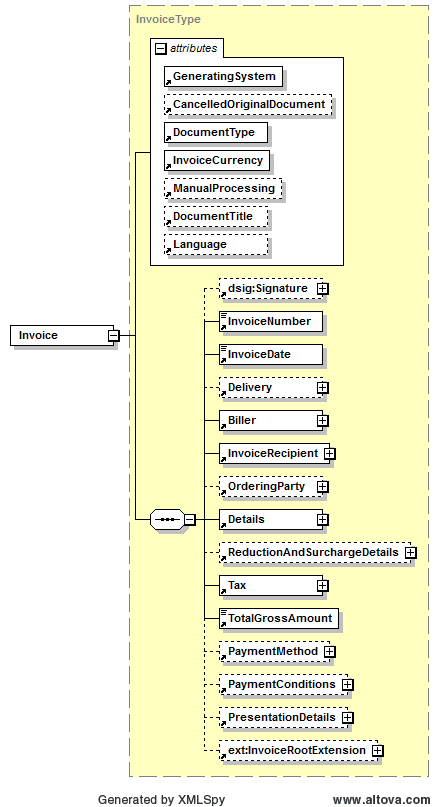 InvoiceType
attributes
GeneratingSystem
CancelledOriginalDocument
DocumentType
InvoiceCurrency
ManualProcessing
DocumentTitle
Language
Invoice
dsig:Signature
InvoiceNumber
InvoiceDate
Delivery
Biller
InvoiceRecipient
OrderingParty
Details
ReductionAndSurchargeDetails
Tax
TotalGrossAmount
PaymentMethod
PaymentConditions
PresentationDetails
ext:InvoiceRootExtension
Generated by XMLSpy www.altova.com